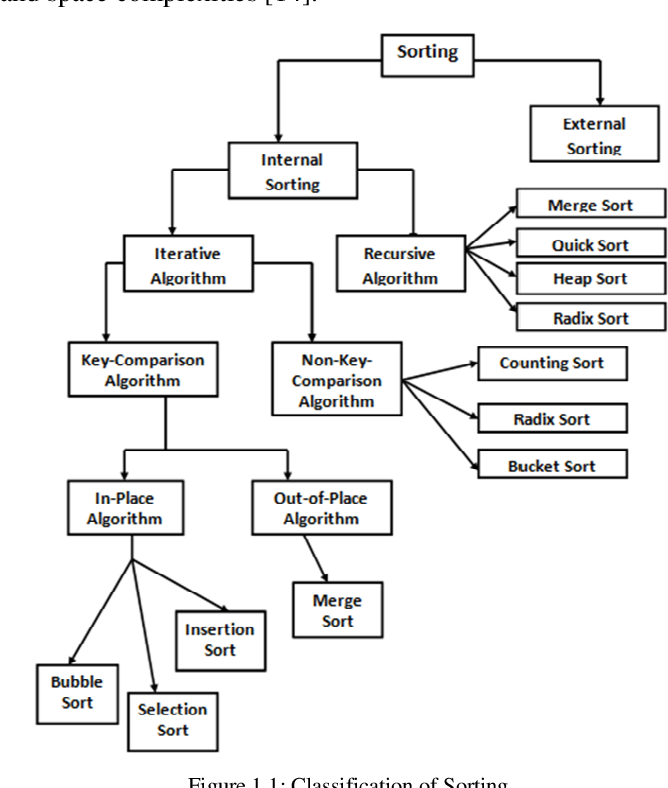 and space complexities [14].
Sorting
External
Sorting
Internal
Sorting
Merge Sort
Quick Sort
Heap Sort
Radix Sort
Iterative
Algorithm
Recursive
Algorithm
Key-Comparison
Algorithm
Non-Key-
Comparison
Algorithm
Counting Sort
Radix Sort
Bucket Sort
In-Place
Algorithm
Out-of-Place
Algorithm
Merge
Sort
Insertion
Sort
Bubble
Sort
Selection
Sort
Figure 1.1: Classification of Sorting